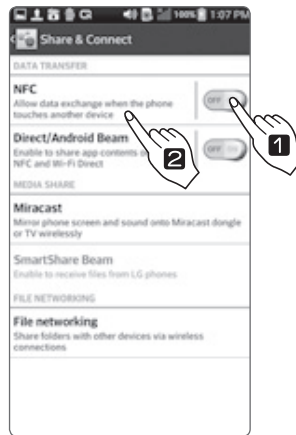 100% 1:07 PM
Share & Connect
DATA TRANSFER
NFC
Allow data exchange when the phone
touches another device
OFF
1
2
Direct/Android Beam
Enable to share app contents
NFC and Wi-Fi Direct
OFF
MEDIA SHARE
Miracast
Mirror phone screen and sound onto Miracast dongle
or TV wirelessly
SmartShare Beam
Enable to receive files from LG phones
FILE NETWORKING
File networking
Share folders with other devices via wireless
connections